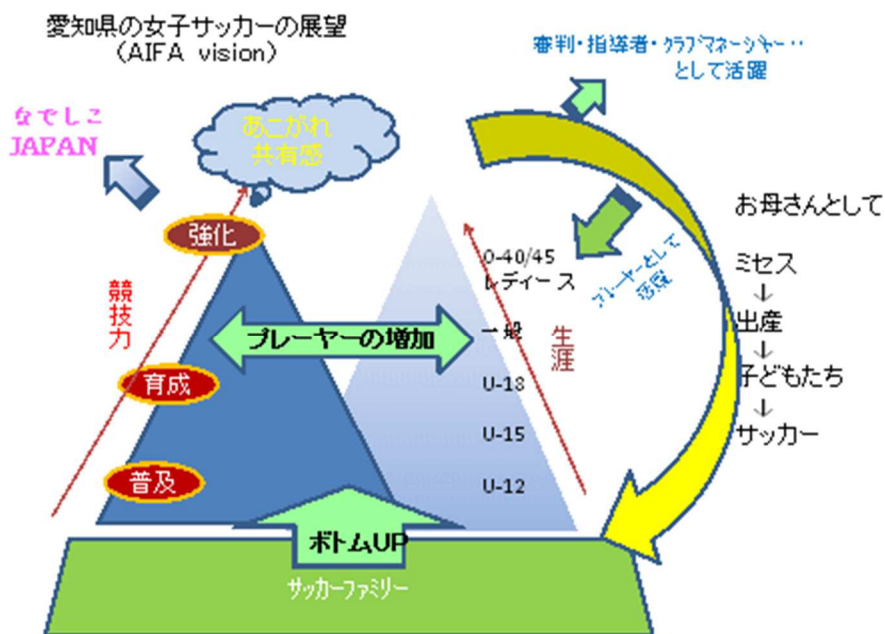 愛知県の女子サッカーの展望
（AIFA vision）
審判・指導者・クラブマネージャー…
として活躍
なでしこ
JAPAN
あこがれ
共有感
強化
競技力
育成
普及
プレーヤーの増加
O-40/45
レディース
一般
U-18
U-15
U-12
生涯
プレーヤーとして
活躍
お母さんとして
ミセス
↓
出産
↓
子どもたち
↓
サッカー
ボトムUP
サッカーファミリー